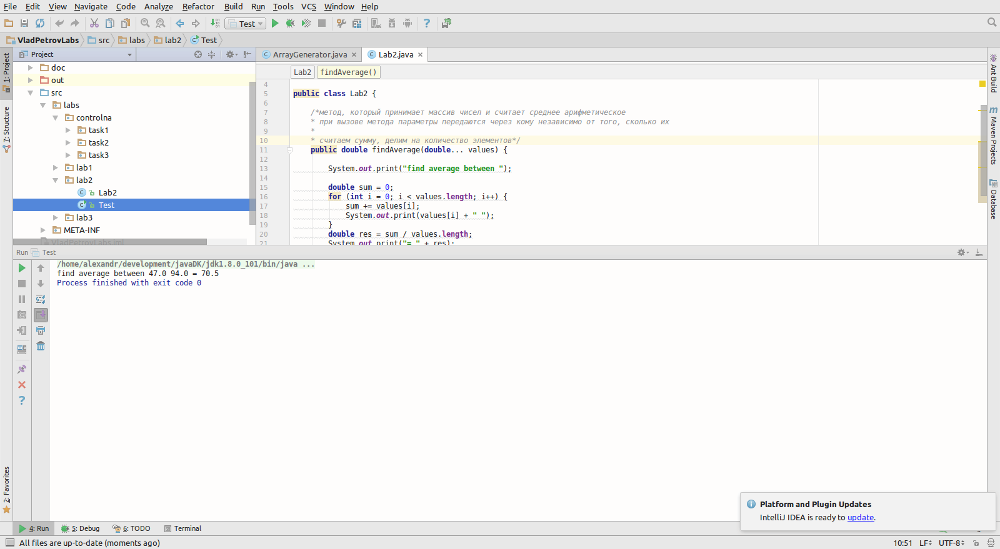 File Edit View Navigate Code Analyze Refactor Build Run Tools VCS Window Help
Test
VladPetrovLabs src labs lab2 Test
1: Project
7: Structure
2: Favorites
Project
doc
out
src
labs
controlna
task1
task2
task3
lab1
lab2
Lab2
Test
lab3
META-INF
VladPetrovLabs.iml
ArrayGenerator.java Lab2.java
Lab2 findAverage()
4
5 public class Lab2 {
6
7 /*метод, который принимает массив чисел и считает среднее арифметическое
8 * при вызове метода параметры передаются через кому независимо от того, сколько их
9 *
10 * считаем сумму, делим на количество элементов*/
11 public double findAverage(double... values) {
12
13 System.out.print("find average between ");
14
15 double sum = 0;
16 for (int i = 0; i < values.length; i++) {
17 sum += values[i];
18 System.out.print(values[i] + " ");
19 }
20 double res = sum / values.length;
21 System.out.print("= " + res);
Ant Build
Maven Projects
Database
Run Test
/home/alexandr/development/javaDK/jdk1.8.0_101/bin/java ...
find average between 47.0 94.0 = 70.5
Process finished with exit code 0
Platform and Plugin Updates
IntelliJ IDEA is ready to update.
4: Run 5: Debug 6: TODO Terminal
All files are up-to-date (moments ago)
10:51 LF UTF-8